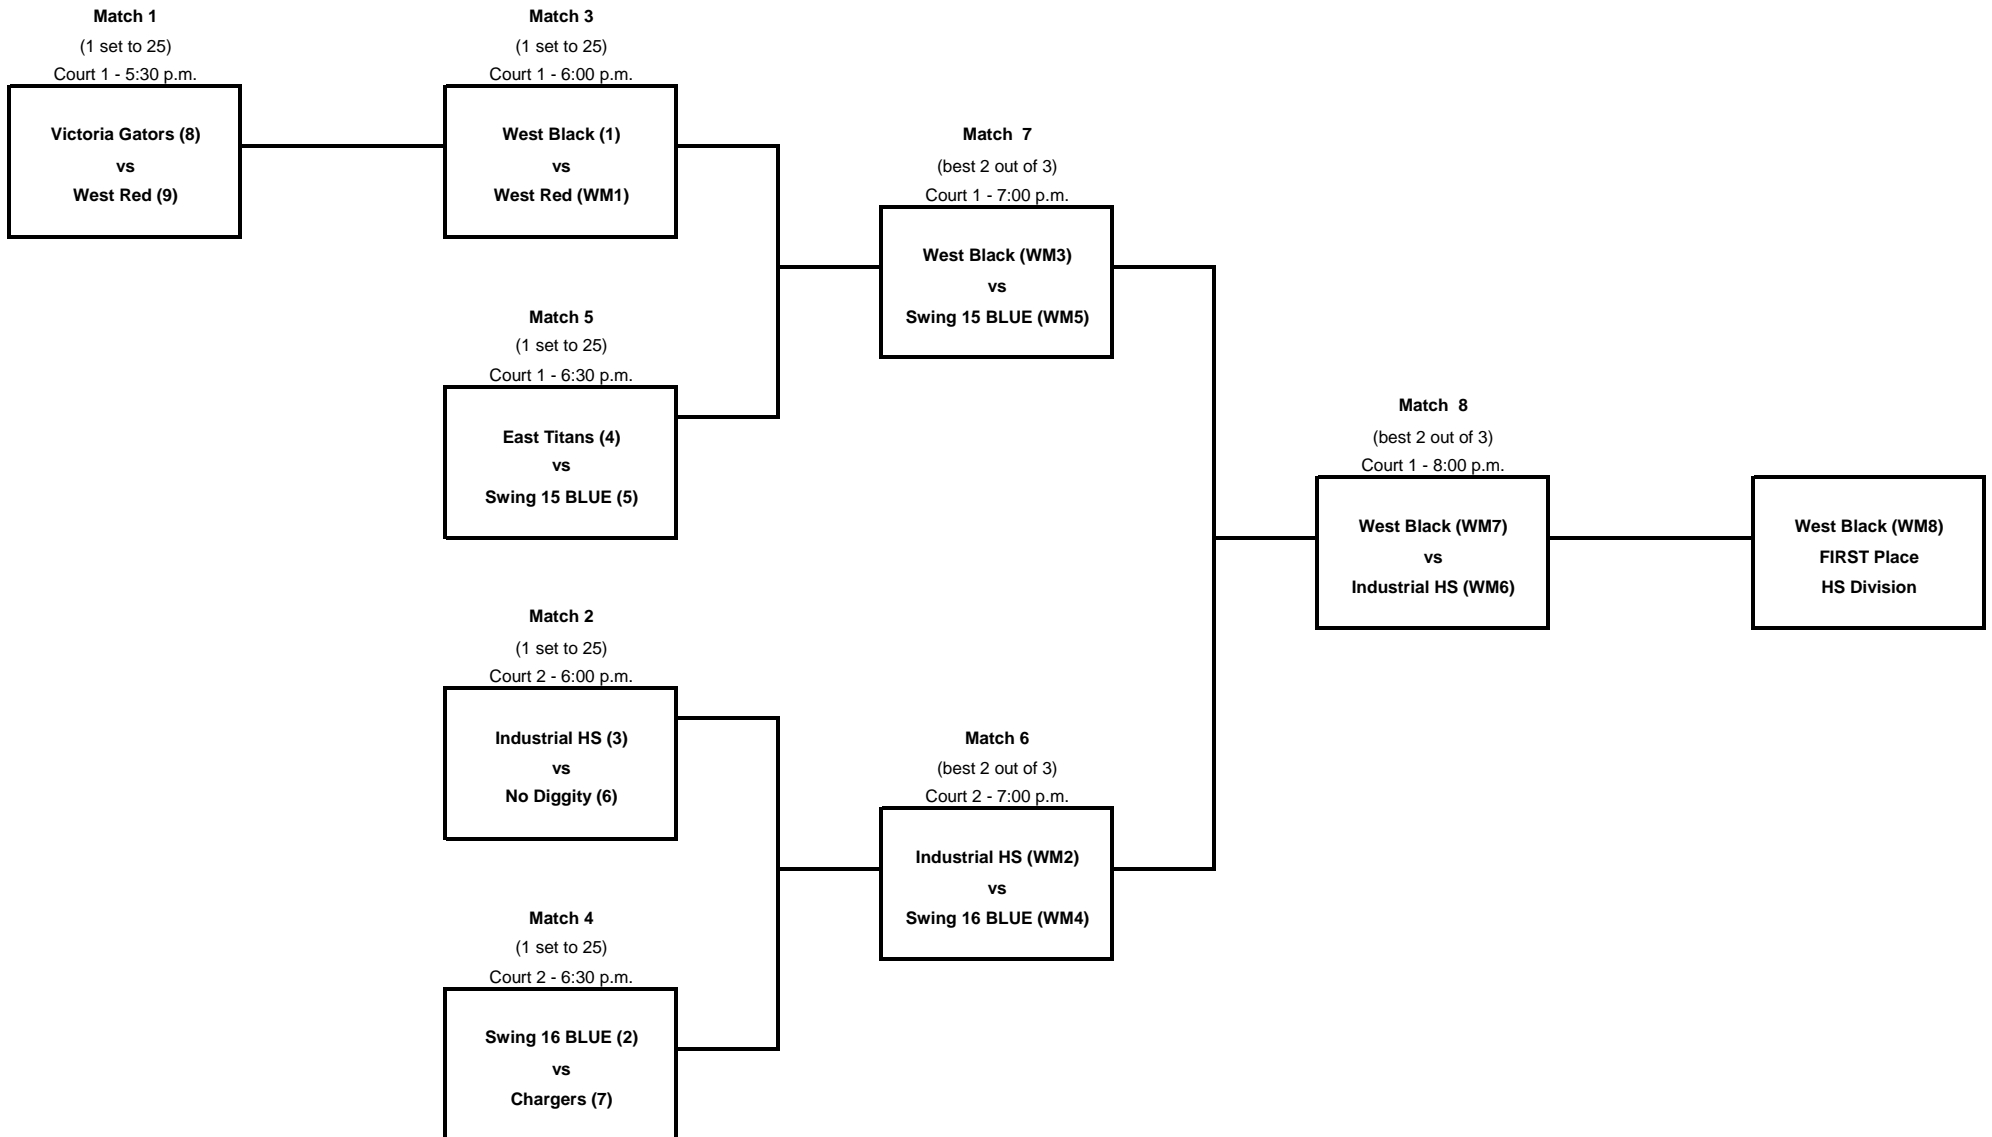 Match 1
(1 set to 25)
Court 1 - 5:30 p.m.
Victoria Gators (8)
vs
West Red (9)
Match 3
(1 set to 25)
Court 1 - 6:00 p.m.
West Black (1)
vs
West Red (WM1)
Match 5
(1 set to 25)
Court 1 - 6:30 p.m.
East Titans (4)
vs
Swing 15 BLUE (5)
Match 2
(1 set to 25)
Court 2 - 6:00 p.m.
Industrial HS (3)
vs
No Diggity (6)
Match 4
(1 set to 25)
Court 2 - 6:30 p.m.
Swing 16 BLUE (2)
vs
Chargers (7)
Match 7
(best 2 out of 3)
Court 1 - 7:00 p.m.
West Black (WM3)
vs
Swing 15 BLUE (WM5)
Match 6
(best 2 out of 3)
Court 2 - 7:00 p.m.
Industrial HS (WM2)
vs
Swing 16 BLUE (WM4)
Match 8
(best 2 out of 3)
Court 1 - 8:00 p.m.
West Black (WM7)
vs
Industrial HS (WM6)
West Black (WM8)
FIRST Place
HS Division